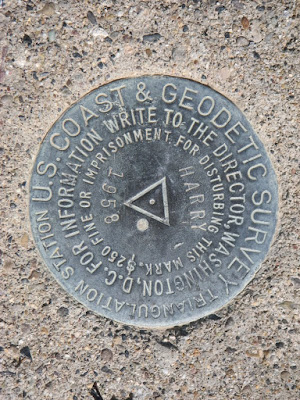 U.S. COAST & GEODETIC SURVEY
TRIANGULATION STATION
FOR INFORMATION WRITE TO THE DIRECTOR, WASHINGTON, D.C.
$250 FINE OR IMPRISONMENT FOR DISTURBING THIS MARK.
HARRY
1958